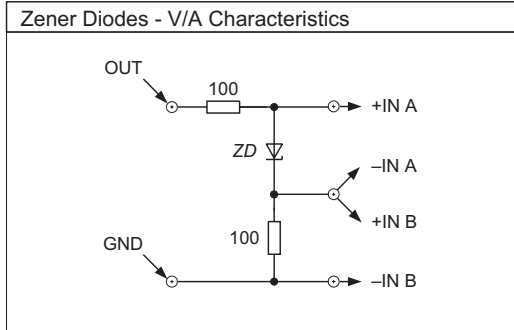 Zener Diodes - V/A Characteristics
OUT
100
+IN A
ZD
–IN A
+IN B
100
GND
–IN B